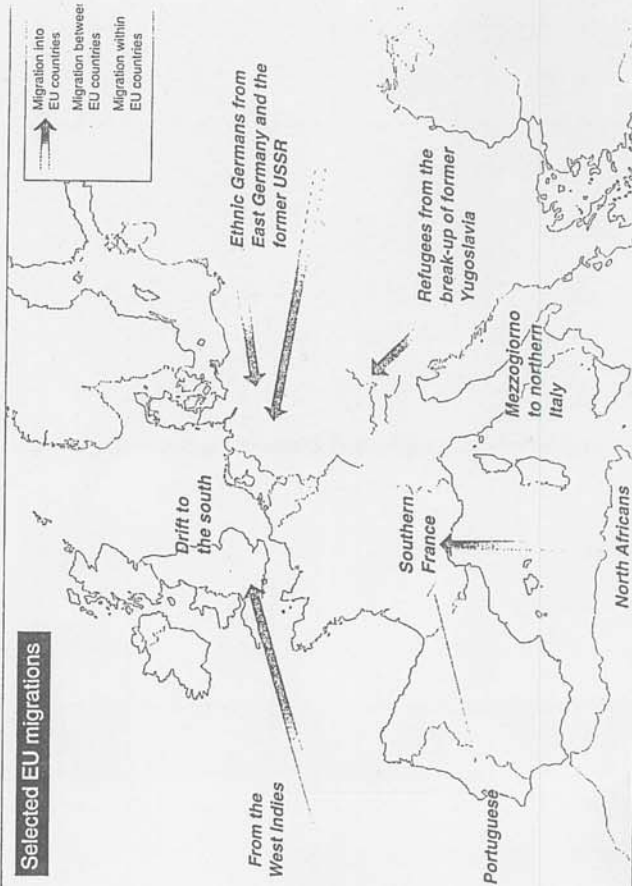 Selected EU migrations
Migration into
EU countries
Migration between
EU countries
Migration within
EU countries
Drift to
the south
Ethnic Germans from
East Germany and the
former USSR
From the
West Indies
Refugees from the
break-up of former
Yugoslavia
Southern
France
Mezzogiorno
to northern
Italy
Portuguese
North Africans